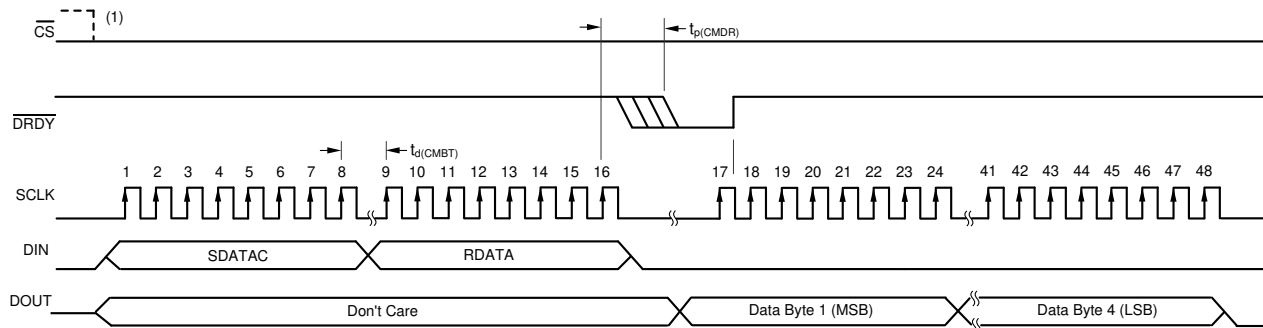 CS (1) tp(CMDR)
DRDY
td(CMBT)
1 2 3 4 5 6 7 8 9 10 11 12 13 14 15 16 17 18 19 20 21 22 23 24 41 42 43 44 45 46 47 48
SCLK
DIN SDATAC RDATA
DOUT Don't Care Data Byte 1 (MSB) Data Byte 4 (LSB)